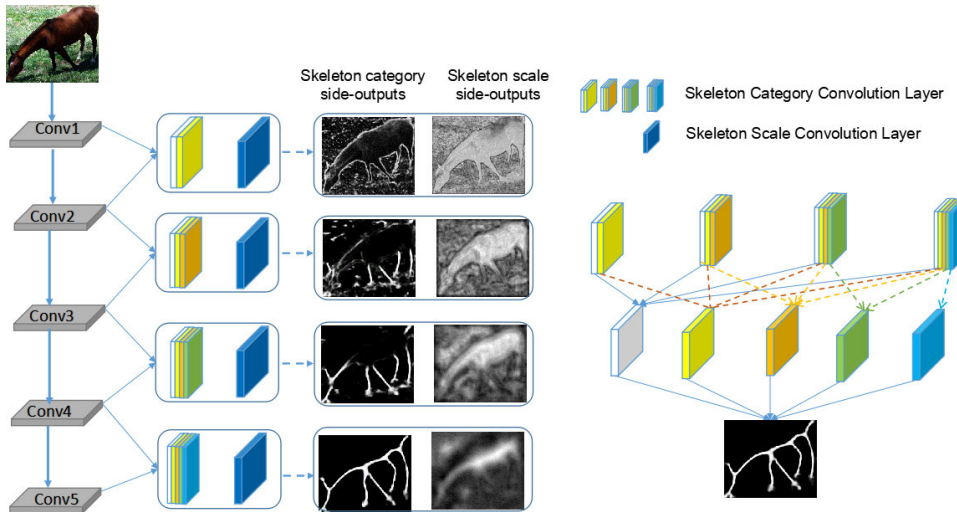 Skeleton category
side-outputs
Skeleton scale
side-outputs
Conv1
Conv2
Conv3
Conv4
Conv5
Skeleton Category Convolution Layer
Skeleton Scale Convolution Layer